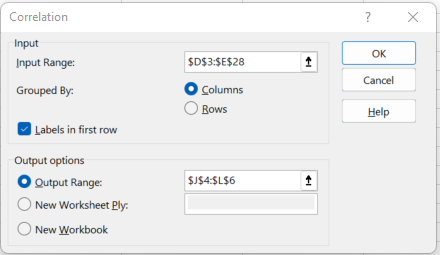 Correlation
?
Input
Input Range: $D$3:$E$28
OK
Cancel
Grouped By: Columns
Rows
Help
Labels in first row
Output options
Output Range: $J$4:$L$6
New Worksheet Ply:
New Workbook